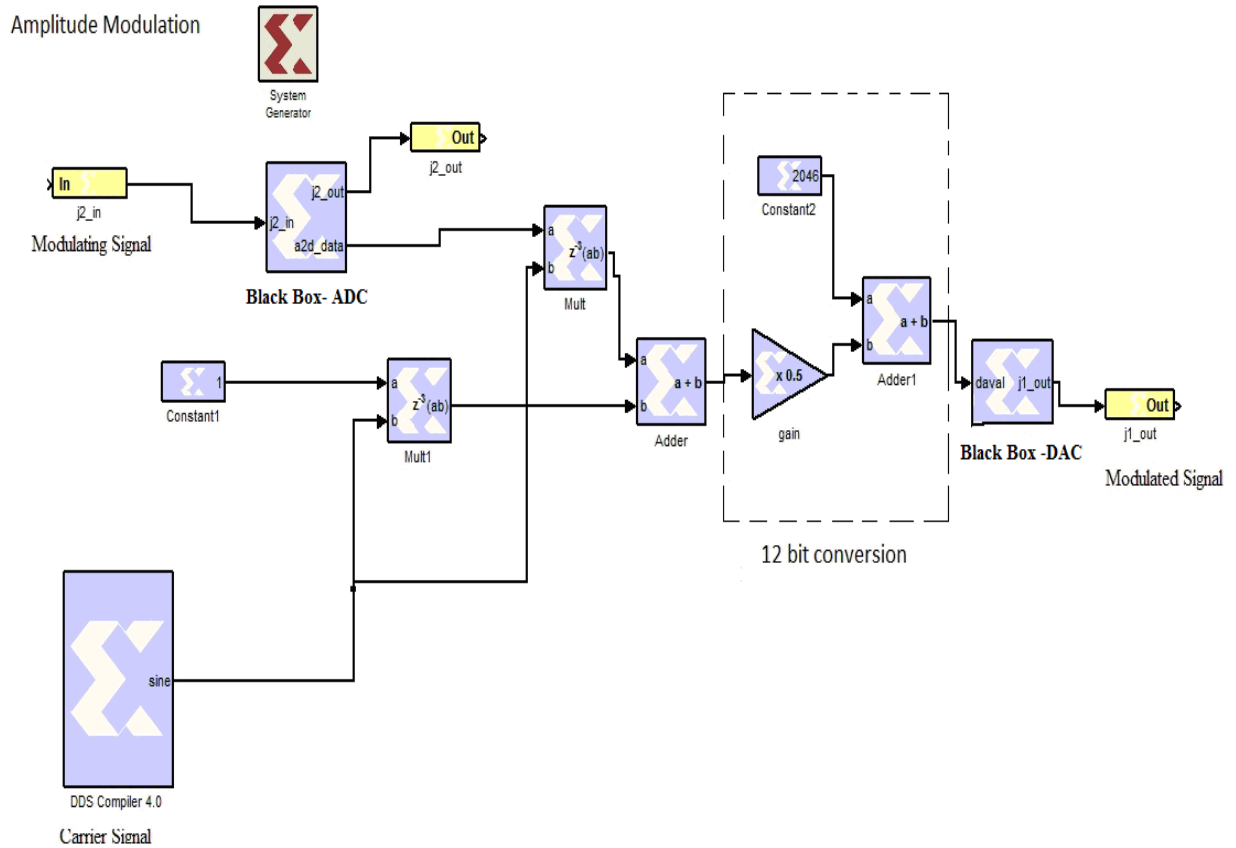 Amplitude Modulation
System
Generator
Out
j2_out
In
j2_in
Modulating Signal
j2_in
j2_out
a2d_data
Black Box- ADC
a
b
z⁻³(ab)
Mult
2046
Constant2
a
b
a + b
Adder1
1
Constant1
a
b
z⁻³(ab)
Mult1
a
b
a + b
Adder
x 0.5
gain
daval
j1_out
Black Box -DAC
Out
j1_out
Modulated Signal
12 bit conversion
sine
DDS Compiler 4.0
Carrier Signal